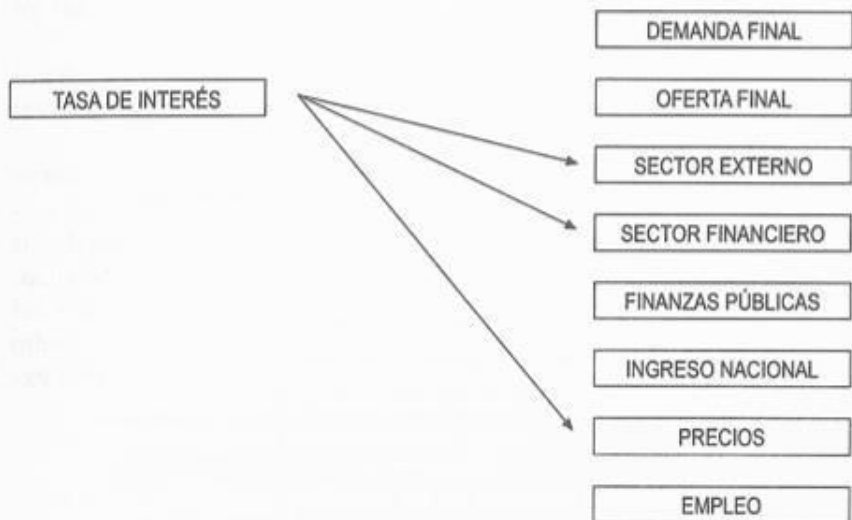 DEMANDA FINAL
TASA DE INTERÉS
OFERTA FINAL
SECTOR EXTERNO
SECTOR FINANCIERO
FINANZAS PÚBLICAS
INGRESO NACIONAL
PRECIOS
EMPLEO